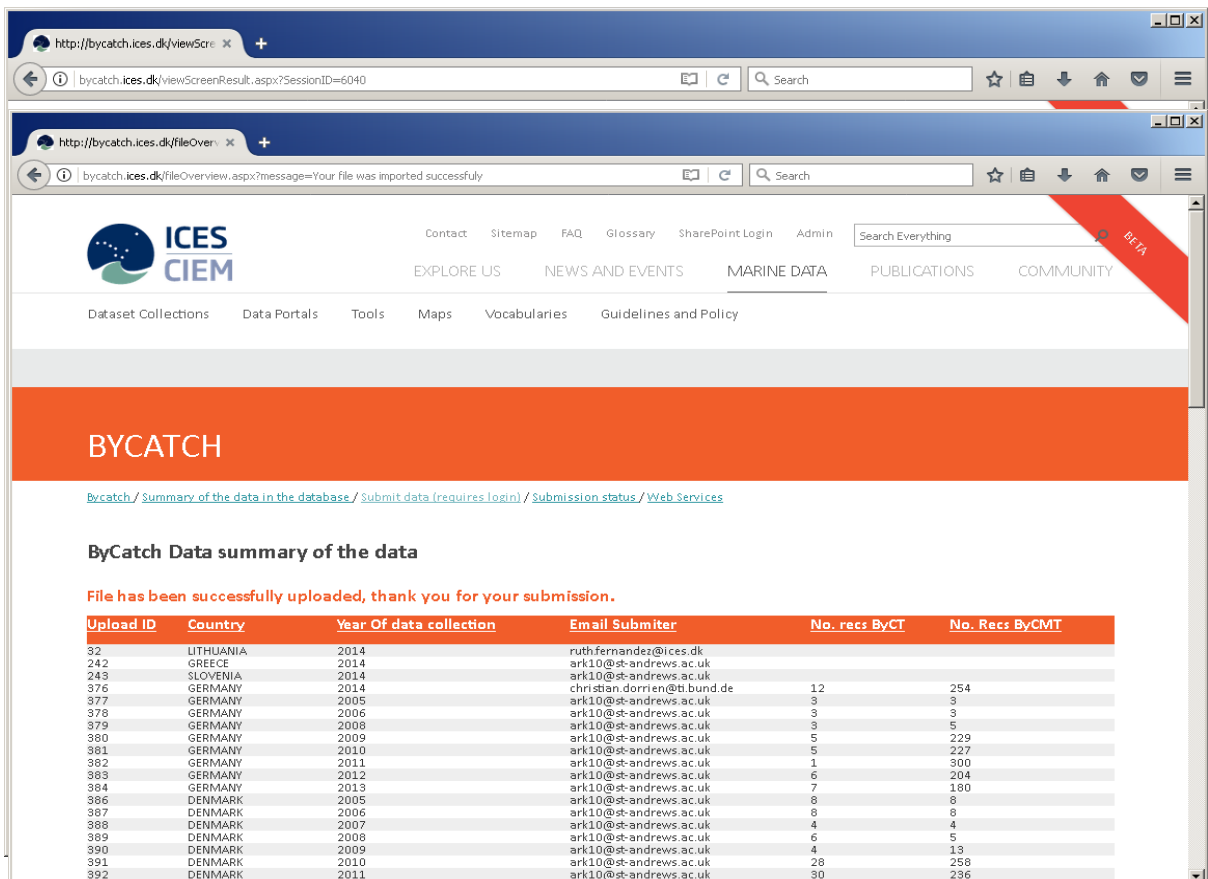 http://bycatch.ices.dk/viewScre
bycatch.ices.dk/viewScreenResult.aspx?SessionID=6040
Search
http://bycatch.ices.dk/fileOverv
bycatch.ices.dk/fileOverview.aspx?message=Your file was imported successfuly
Search
ICES
CIEM
Contact Sitemap FAQ Glossary SharePoint Login Admin Search Everything
BETA
EXPLORE US NEWS AND EVENTS MARINE DATA PUBLICATIONS COMMUNITY
Dataset Collections Data Portals Tools Maps Vocabularies Guidelines and Policy
BYCATCH
Bycatch / Summary of the data in the database / Submit data (requires login) / Submission status / Web Services
ByCatch Data summary of the data
File has been successfully uploaded, thank you for your submission.
Upload ID Country Year Of data collection Email Submiter No. recs ByCT No. Recs ByCMT
32 LITHUANIA 2014 ruth.fernandez@ices.dk
242 GREECE 2014 ark10@st-andrews.ac.uk
243 SLOVENIA 2014 ark10@st-andrews.ac.uk
376 GERMANY 2014 christian.dorrien@ti.bund.de 12 254
377 GERMANY 2005 ark10@st-andrews.ac.uk 3 3
378 GERMANY 2006 ark10@st-andrews.ac.uk 3 3
379 GERMANY 2008 ark10@st-andrews.ac.uk 3 5
380 GERMANY 2009 ark10@st-andrews.ac.uk 5 229
381 GERMANY 2010 ark10@st-andrews.ac.uk 5 227
382 GERMANY 2011 ark10@st-andrews.ac.uk 1 300
383 GERMANY 2012 ark10@st-andrews.ac.uk 6 204
384 GERMANY 2013 ark10@st-andrews.ac.uk 7 180
386 DENMARK 2005 ark10@st-andrews.ac.uk 8 8
387 DENMARK 2006 ark10@st-andrews.ac.uk 8 8
388 DENMARK 2007 ark10@st-andrews.ac.uk 4 4
389 DENMARK 2008 ark10@st-andrews.ac.uk 6 5
390 DENMARK 2009 ark10@st-andrews.ac.uk 4 13
391 DENMARK 2010 ark10@st-andrews.ac.uk 28 258
392 DENMARK 2011 ark10@st-andrews.ac.uk 30 236